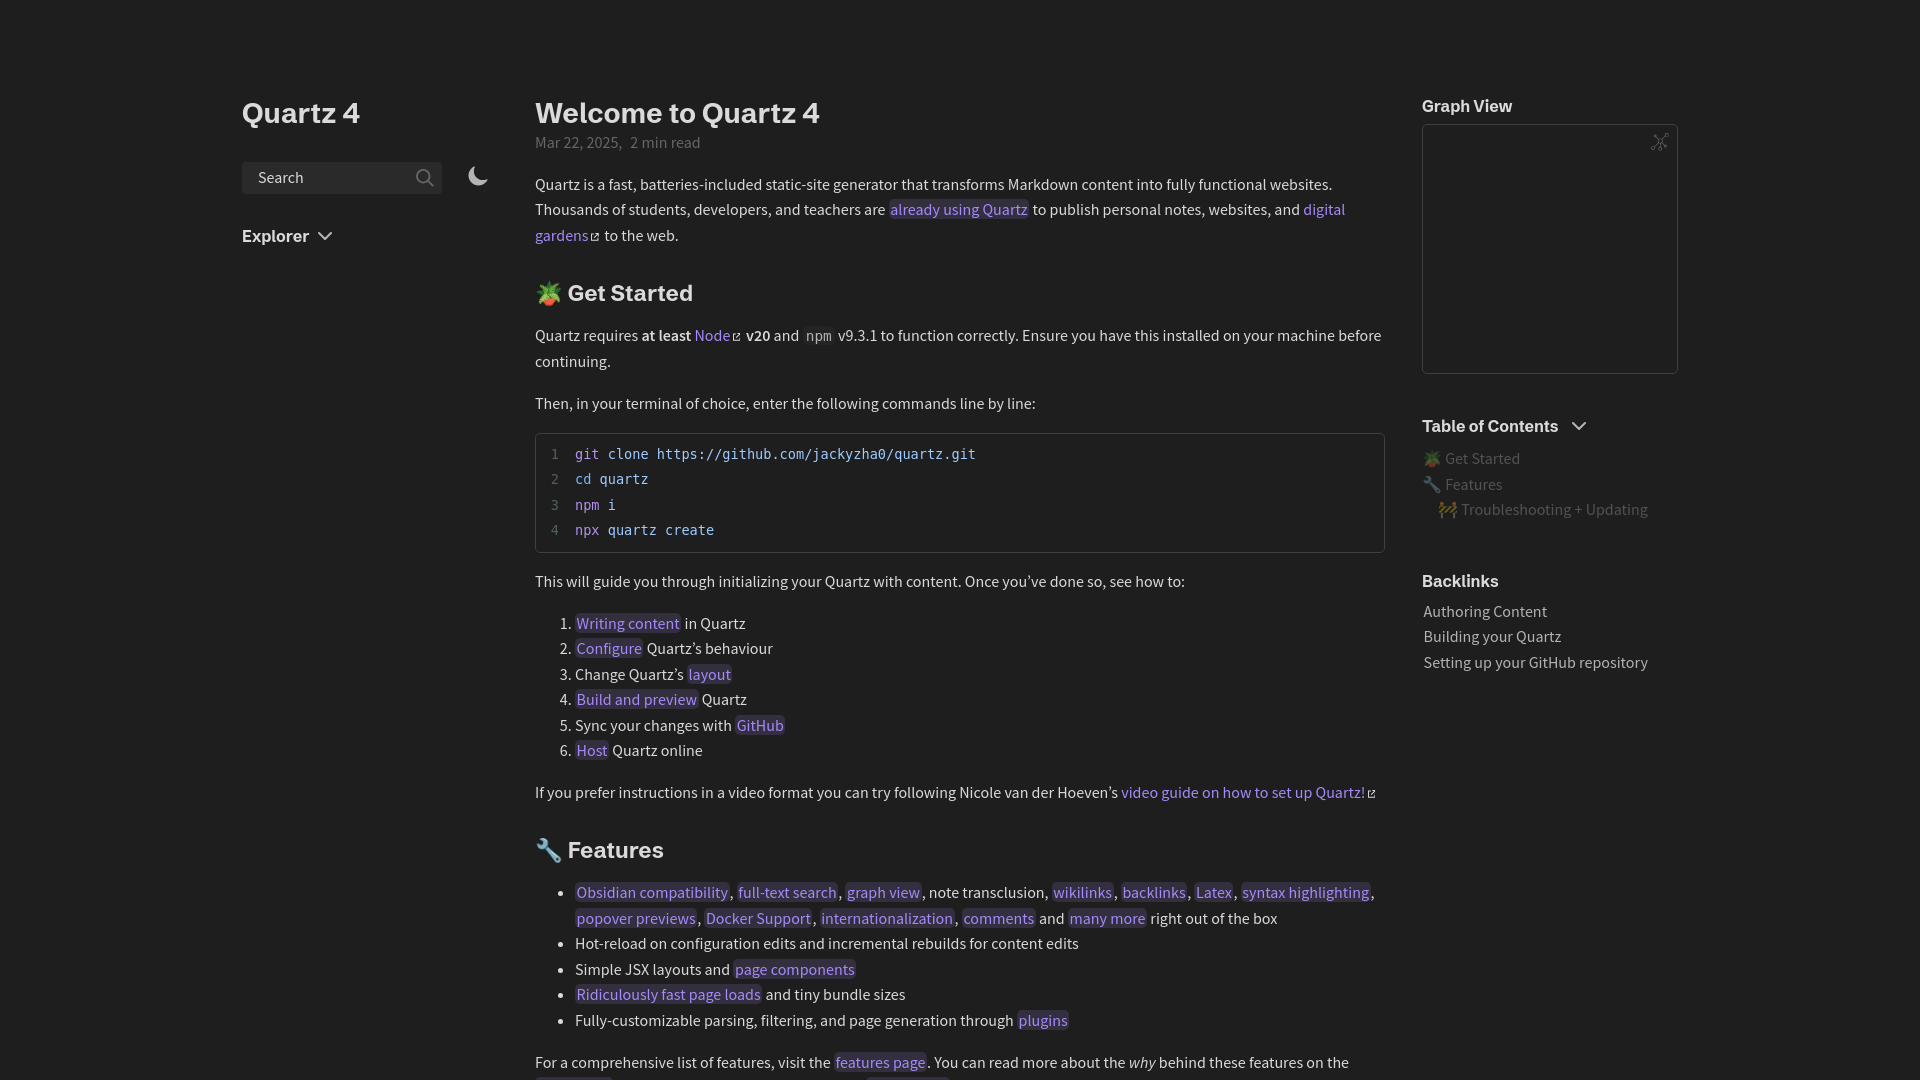 Quartz 4
Search
Explorer
Welcome to Quartz 4
Mar 22, 2025, 2 min read
Quartz is a fast, batteries-included static-site generator that transforms Markdown content into fully functional websites.
Thousands of students, developers, and teachers are already using Quartz to publish personal notes, websites, and digital
gardens to the web.
🪴 Get Started
Quartz requires at least Node v20 and npm v9.3.1 to function correctly. Ensure you have this installed on your machine before
continuing.
Then, in your terminal of choice, enter the following commands line by line:
1 git clone https://github.com/jackyzha0/quartz.git
2 cd quartz
3 npm i
4 npx quartz create
This will guide you through initializing your Quartz with content. Once you’ve done so, see how to:
1. Writing content in Quartz
2. Configure Quartz’s behaviour
3. Change Quartz’s layout
4. Build and preview Quartz
5. Sync your changes with GitHub
6. Host Quartz online
If you prefer instructions in a video format you can try following Nicole van der Hoeven’s video guide on how to set up Quartz!
🔧 Features
• Obsidian compatibility, full-text search, graph view, note transclusion, wikilinks, backlinks, Latex, syntax highlighting,
popover previews, Docker Support, internationalization, comments and many more right out of the box
• Hot-reload on configuration edits and incremental rebuilds for content edits
• Simple JSX layouts and page components
• Ridiculously fast page loads and tiny bundle sizes
• Fully-customizable parsing, filtering, and page generation through plugins
For a comprehensive list of features, visit the features page. You can read more about the why behind these features on the
Graph View
Table of Contents
🪴 Get Started
🔧 Features
🚧 Troubleshooting + Updating
Backlinks
Authoring Content
Building your Quartz
Setting up your GitHub repository